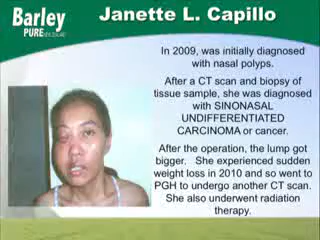 Barley
PURE
NEW ZEALAND
Janette L. Capillo
In 2009, was initially diagnosed
with nasal polyps.
After a CT scan and biopsy of
tissue sample, she was diagnosed
with SINONASAL
UNDIFFERENTIATED
CARCINOMA or cancer.
After the operation, the lump got
bigger. She experienced sudden
weight loss in 2010 and so went to
PGH to undergo another CT scan.
She also underwent radiation
therapy.